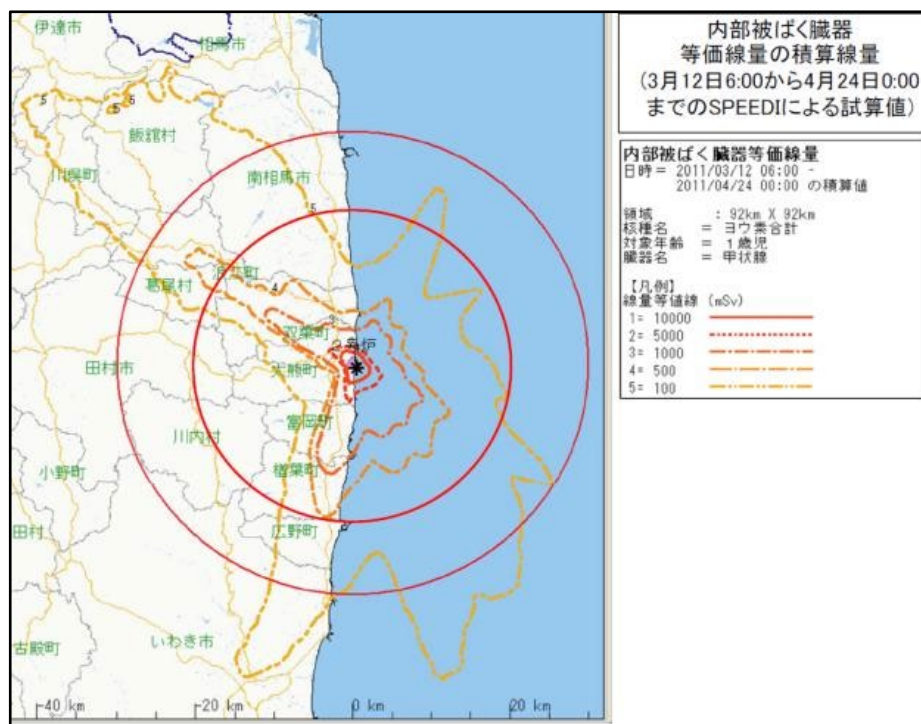 内部被ばく臓器
等価線量の積算線量
(3月12日6:00から4月24日0:00
までのSPEEDIによる試算値)
内部被ばく臓器等価線量
日時= 2011/03/12 06:00 -
2011/04/24 00:00 の積算値
領域 : 92km X 92km
核種名 = ヨウ素合計
対象年齢 = 1歳児
臓器名 = 甲状腺
【凡例】
線量等値線 (mSv)
1= 10000
2= 5000
3= 1000
4= 500
5= 100
伊達市
相馬市
5
5
5
飯舘村
川俣町
南相馬市
5
浪江町
葛尾村
4
双葉町
田村市
大熊町
富岡町
川内村
小野町
楢葉町
田村
広野町
いわき市
古殿町
-40 km
-20 km
0 km
20 km